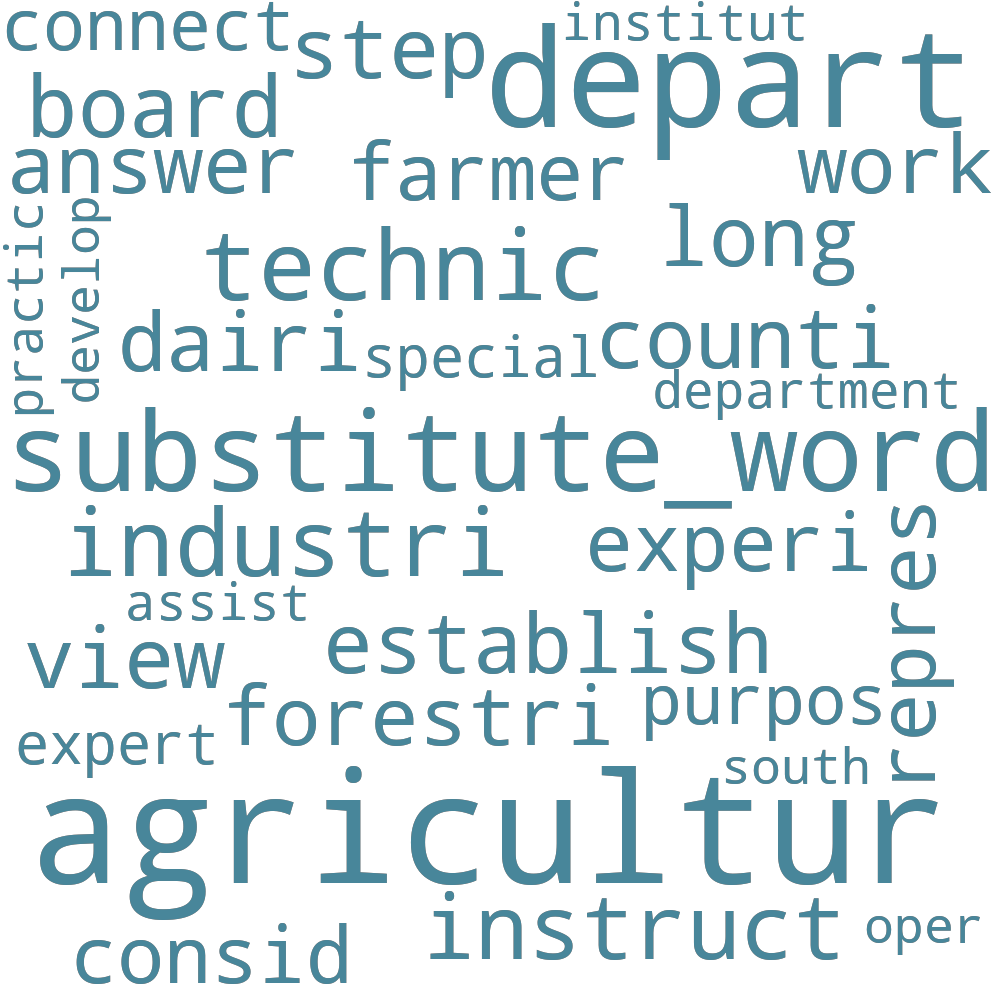 connect step institut
depart
board
answer farmer work
practic develop technic long
dairi special counti
department
substitute_word
industri experi repres
assist
view establish
forestri purpos
expert south
agricultur
consid instruct oper